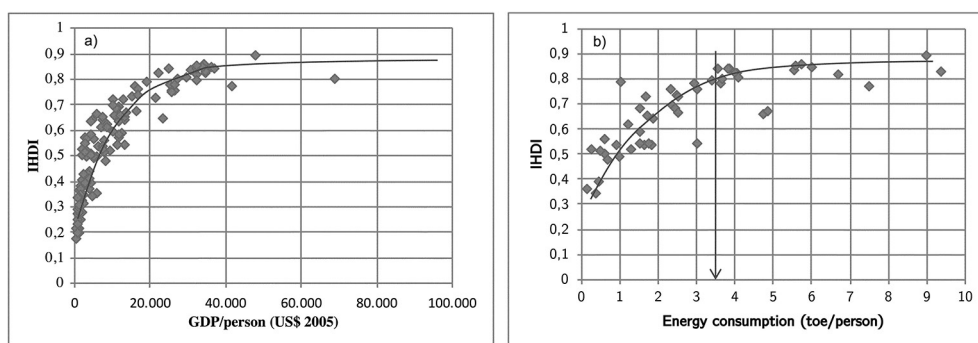 a)
IHDI
1
0,9
0,8
0,7
0,6
0,5
0,4
0,3
0,2
0,1
0
0 20.000 40.000 60.000 80.000 100.000
GDP/person (US$ 2005)
b)
IHDI
1
0,9
0,8
0,7
0,6
0,5
0,4
0,3
0,2
0,1
0
0 1 2 3 4 5 6 7 8 9 10
Energy consumption (toe/person)